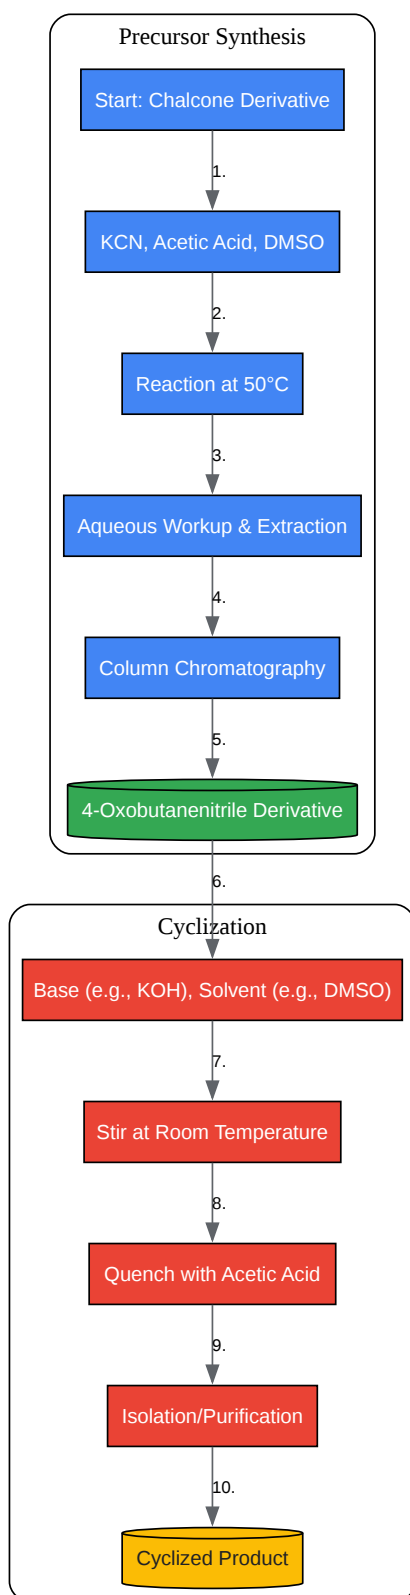 Precursor Synthesis
Start: Chalcone Derivative
1.
KCN, Acetic Acid, DMSO
2.
Reaction at 50°C
3.
Aqueous Workup & Extraction
4.
Column Chromatography
5.
4-Oxobutanenitrile Derivative
6.
Cyclization
Base (e.g., KOH), Solvent (e.g., DMSO)
7.
Stir at Room Temperature
8.
Quench with Acetic Acid
9.
Isolation/Purification
10.
Cyclized Product